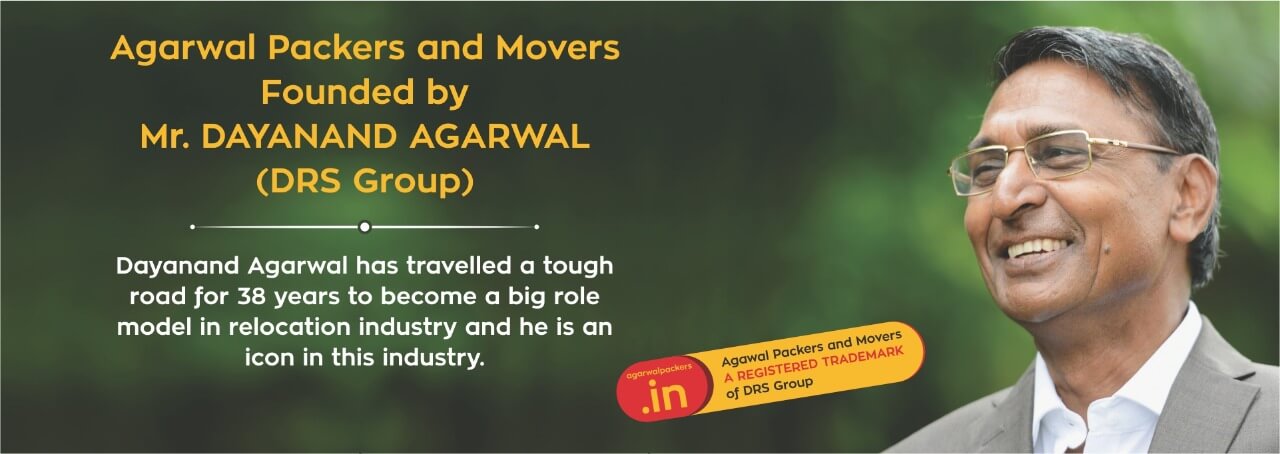 Agarwal Packers and Movers
Founded by
Mr. DAYANAND AGARWAL
(DRS Group)
Dayanand Agarwal has travelled a tough
road for 38 years to become a big role
model in relocation industry and he is an
icon in this industry.
agarwalpackers
.in
Agawal Packers and Movers
A REGISTERED TRADEMARK
of DRS Group